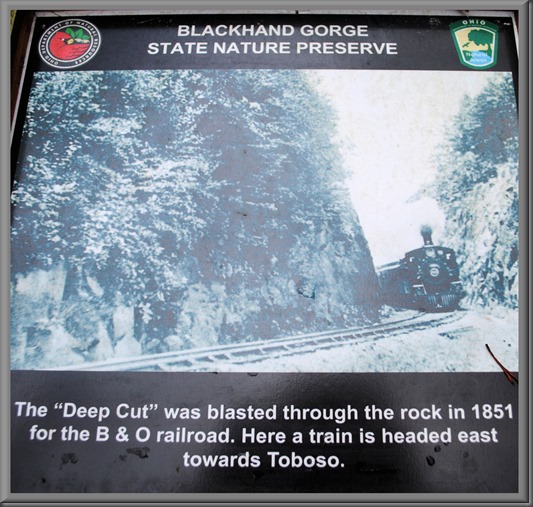 BLACKHAND GORGE
STATE NATURE PRESERVE
OHIO
The “Deep Cut” was blasted through the rock in 1851
for the B & O railroad. Here a train is headed east
towards Toboso.